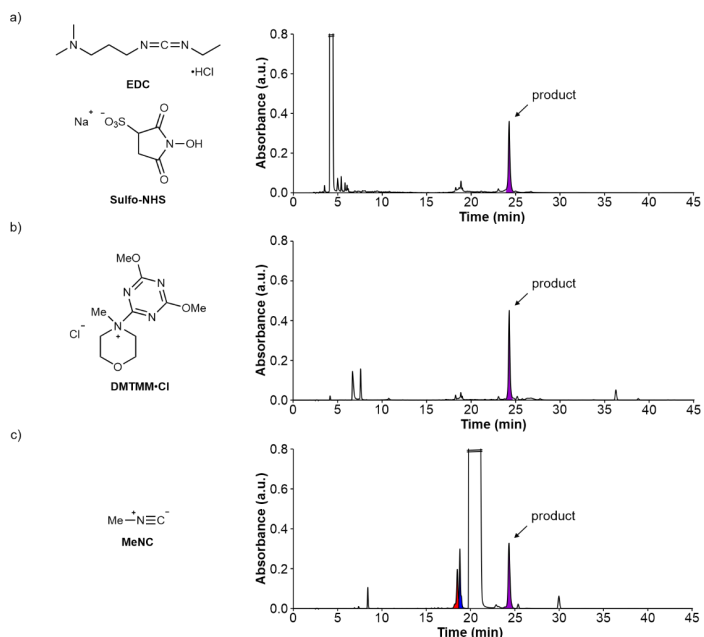 a)
N
N=C=N
•HCl
EDC
Na+ -O3S
O
N-OH
O
Sulfo-NHS
Absorbance (a.u.)
0.8
0.6
0.4
0.2
0.0
product
0 5 10 15 20 25 30 35 40 45
Time (min)
b)
MeO
N N
OMe
Me N
N+
Cl-
O
DMTMM•Cl
Absorbance (a.u.)
0.8
0.6
0.4
0.2
0.0
product
0 5 10 15 20 25 30 35 40 45
Time (min)
c)
Me-N+≡C-
MeNC
Absorbance (a.u.)
0.8
0.6
0.4
0.2
0.0
product
0 5 10 15 20 25 30 35 40 45
Time (min)